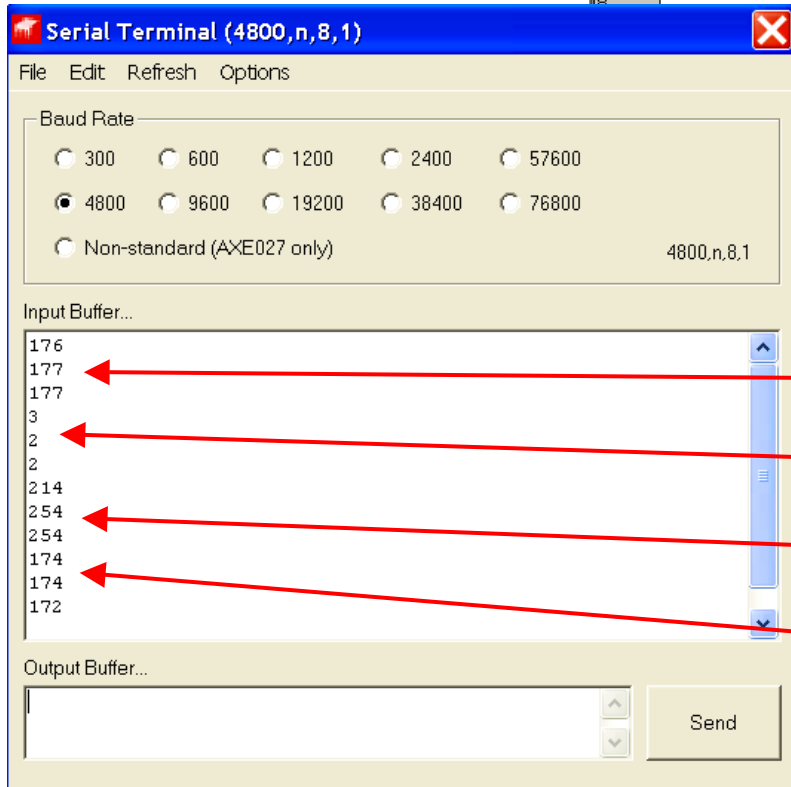 Serial Terminal (4800,n,8,1)
File Edit Refresh Options
Baud Rate
300 600 1200 2400 57600
4800 9600 19200 38400 76800
Non-standard (AXE027 only) 4800,n,8,1
Input Buffer...
176
177
177
3
2
2
214
254
254
174
174
172
Output Buffer...
Send